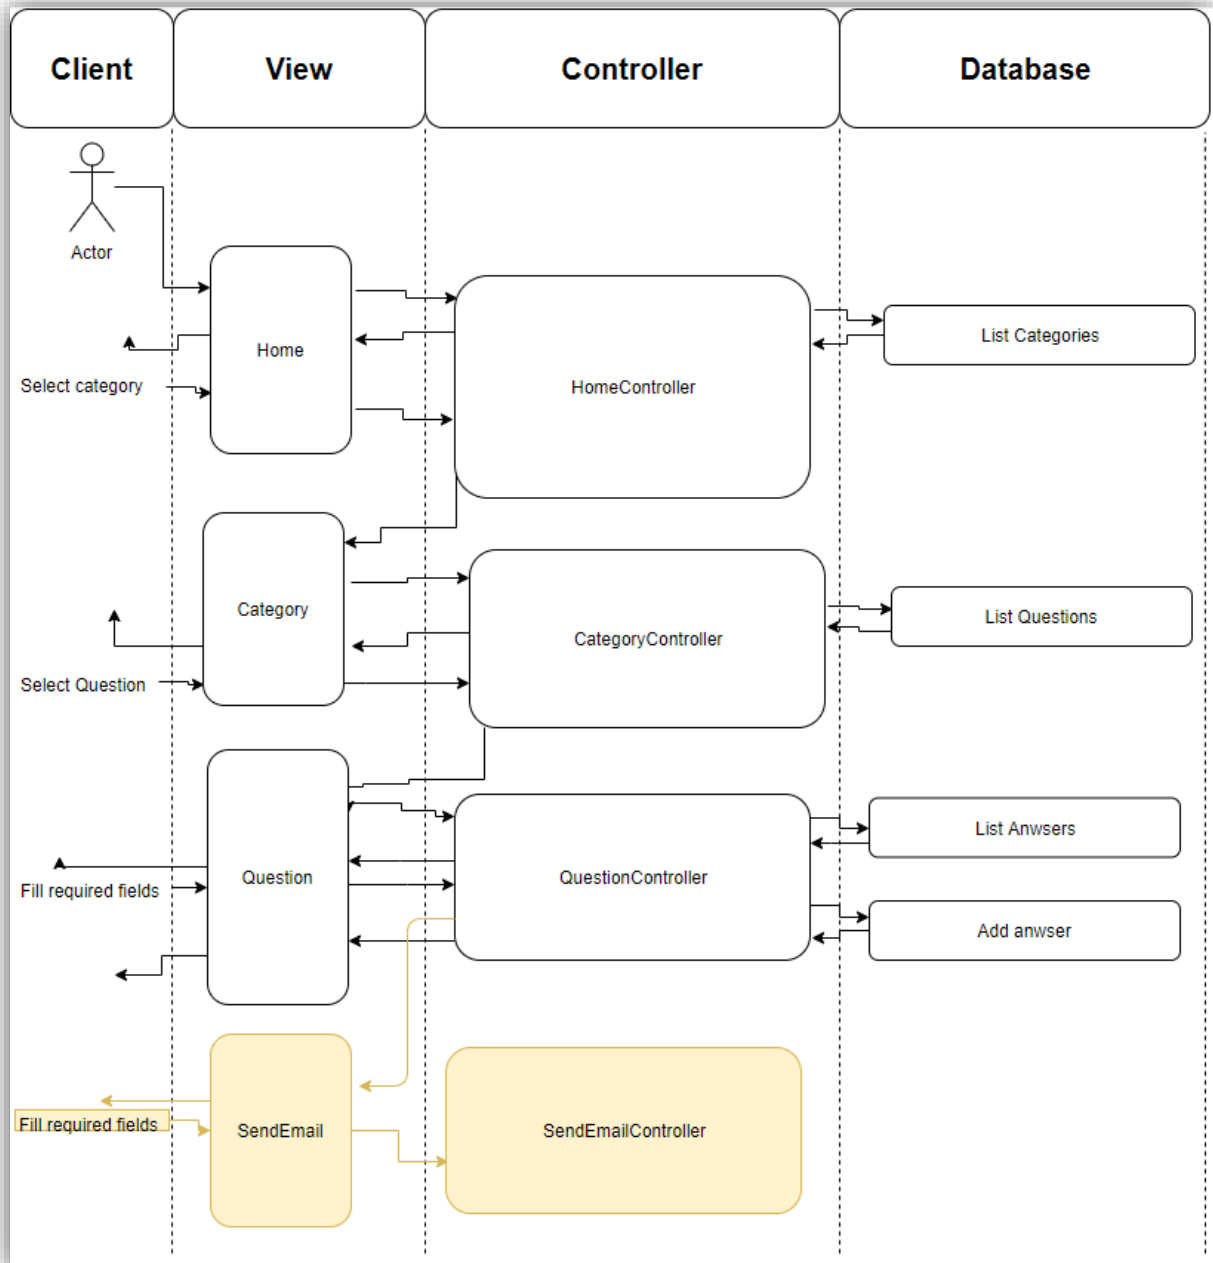 Client
View
Controller
Database
Actor
Home
HomeController
List Categories
Select category
Category
CategoryController
List Questions
Select Question
Question
QuestionController
List Anwsers
Fill required fields
Add anwser
SendEmail
SendEmailController
Fill required fields